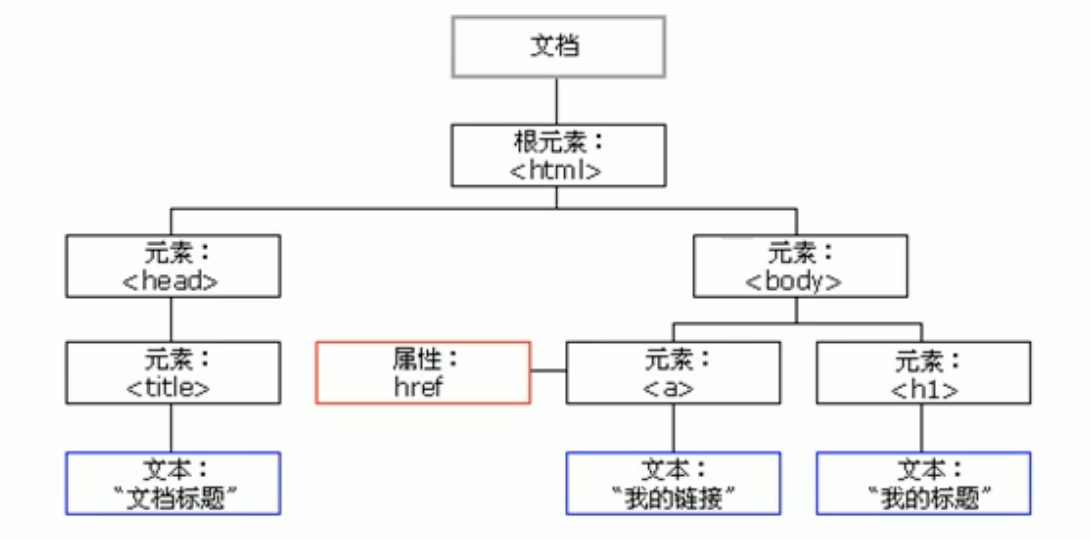 文档
根元素：
<html>
元素：
<head>
元素：
<body>
元素：
<title>
属性：
href
元素：
<a>
元素：
<h1>
文本：
“文档标题”
文本：
“我的链接”
文本：
“我的标题”